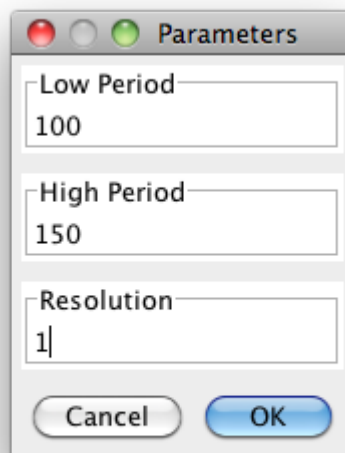 Parameters
Low Period
100
High Period
150
Resolution
1
Cancel OK